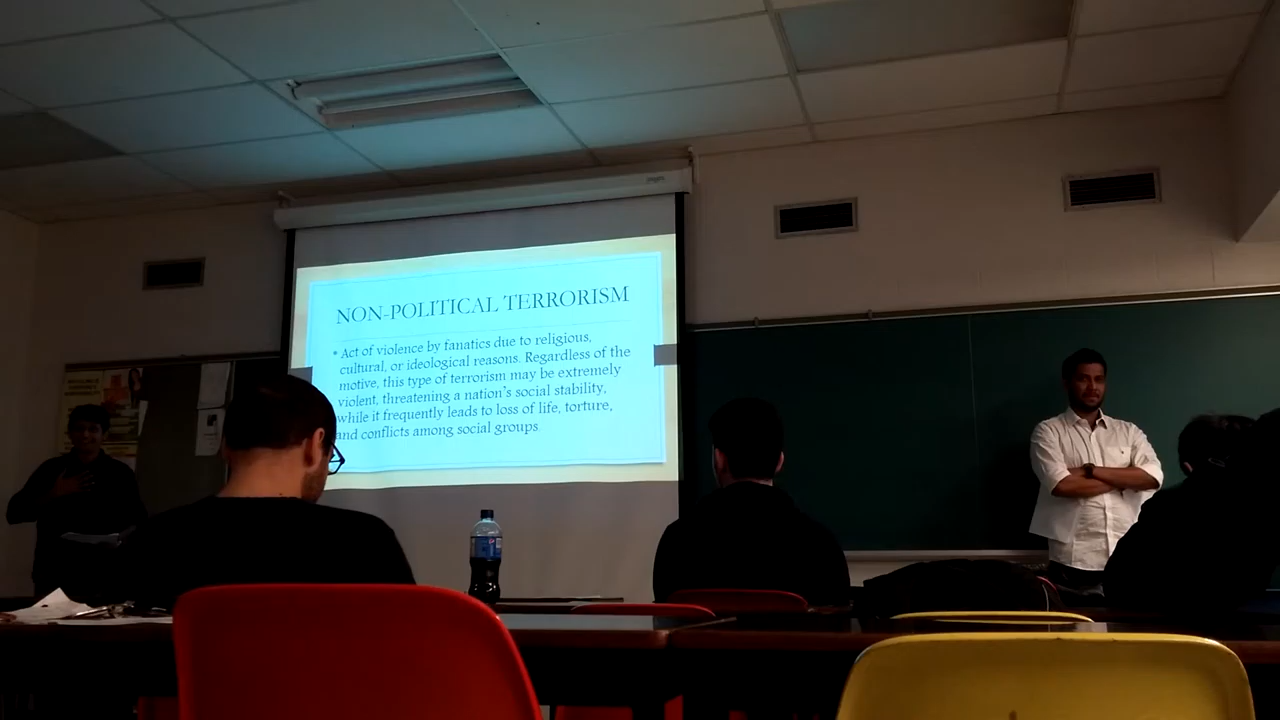 NON-POLITICAL TERRORISM
• Act of violence by fanatics due to religious,
cultural, or ideological reasons. Regardless of the
motive, this type of terrorism may be extremely
violent, threatening a nation's social stability,
while it frequently leads to loss of life, torture,
and conflicts among social groups